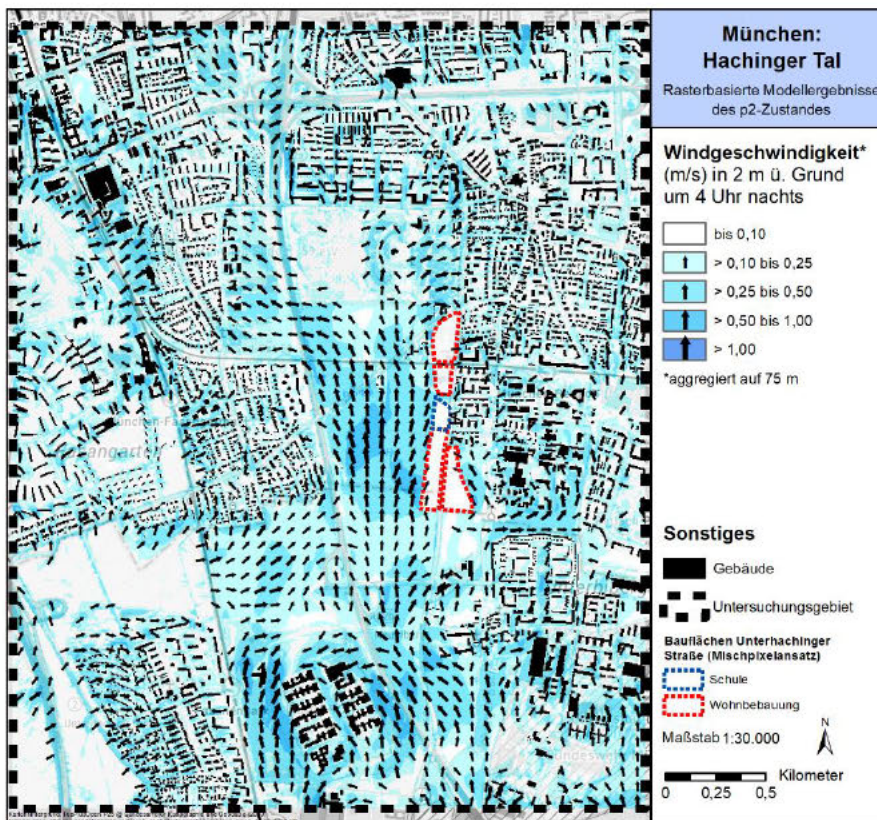 München:
Hachinger Tal
Rasterbasierte Modellergebnisse
des p2-Zustandes
Windgeschwindigkeit*
(m/s) in 2 m ü. Grund
um 4 Uhr nachts
bis 0,10
> 0,10 bis 0,25
> 0,25 bis 0,50
> 0,50 bis 1,00
> 1,00
*aggregiert auf 75 m
Sonstiges
Gebäude
Untersuchungsgebiet
Bauflächen Unterhachinger
Straße (Mischpixelansatz)
Schule
Wohnbebauung
Maßstab 1:30.000
N
Kilometer
0 0,25 0,5